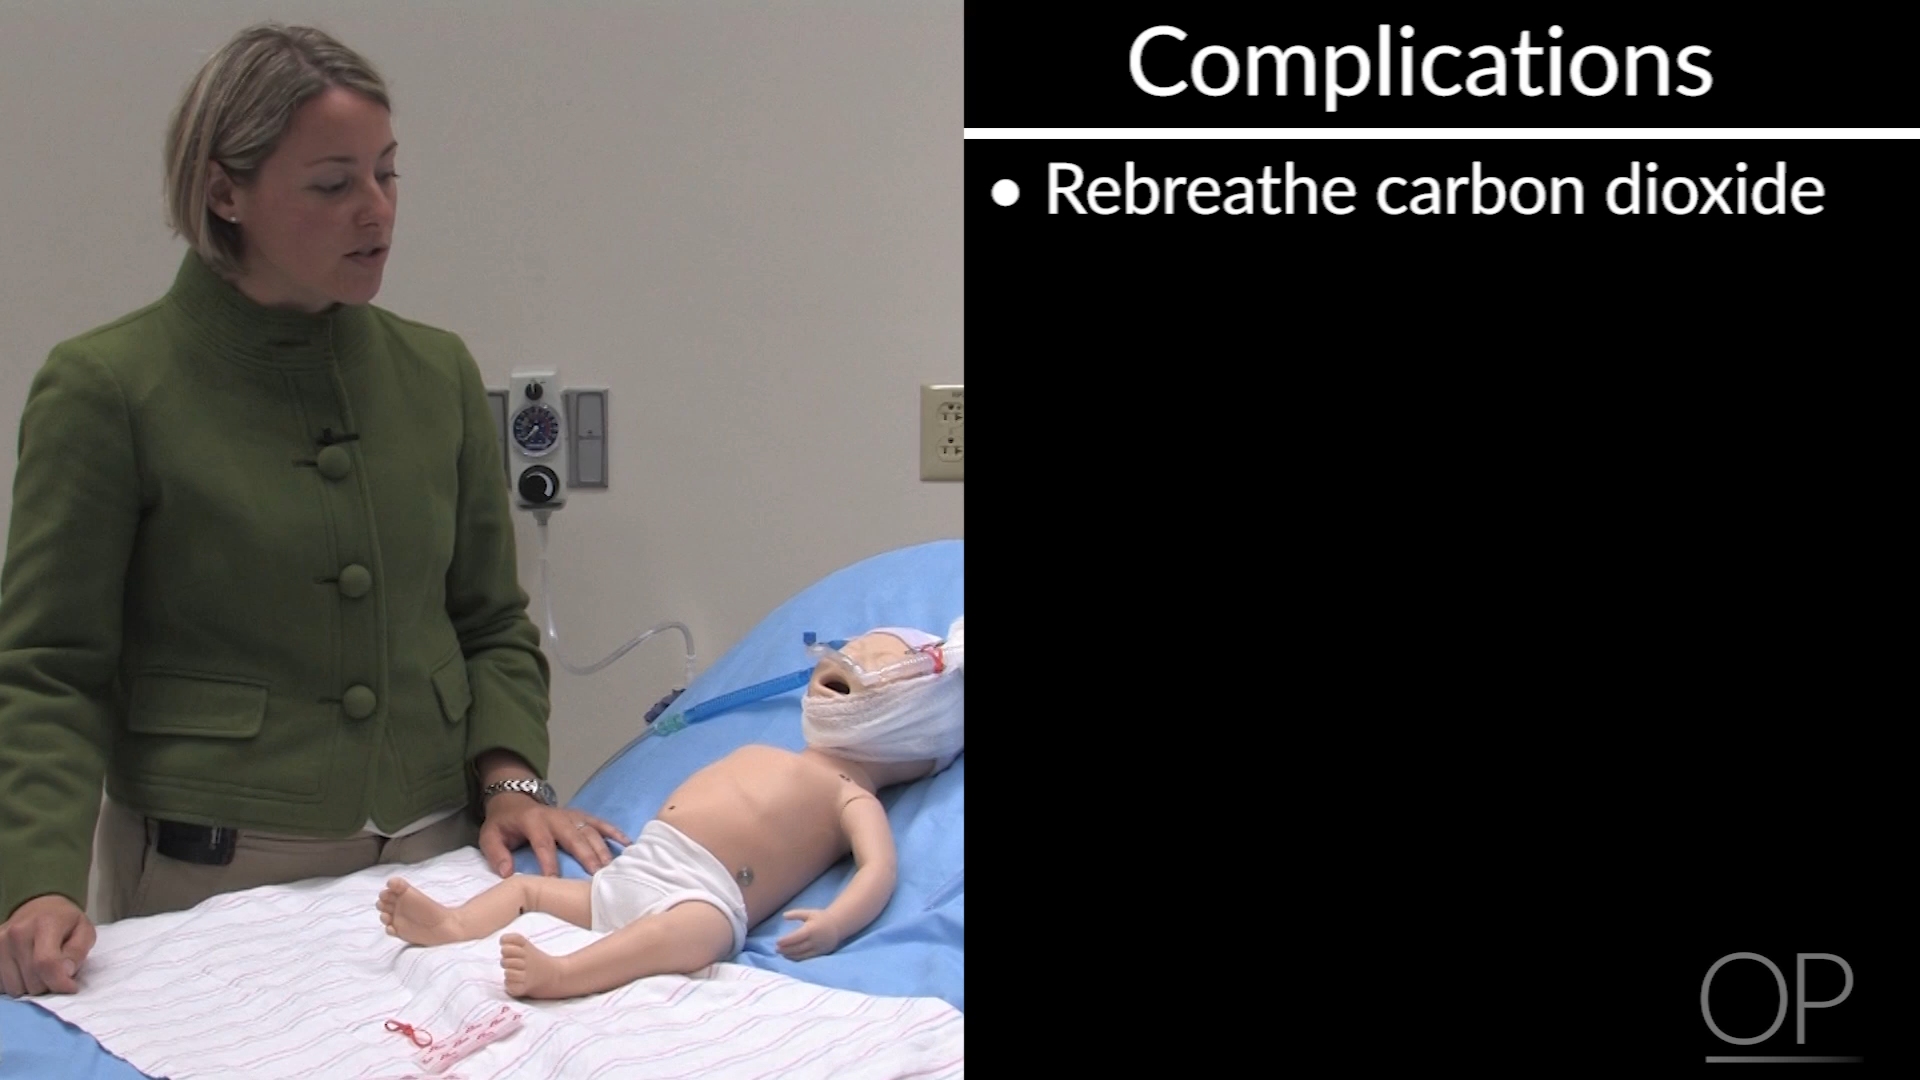 Complications
• Rebreathe carbon dioxide
OP